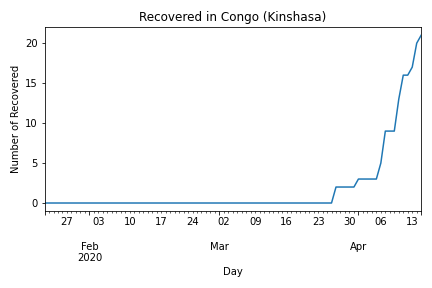 Recovered in Congo (Kinshasa)
Number of Recovered
20
15
10
5
0
27 03 10 17 24 02 09 16 23 30 06 13
Feb Mar Apr
2020
Day